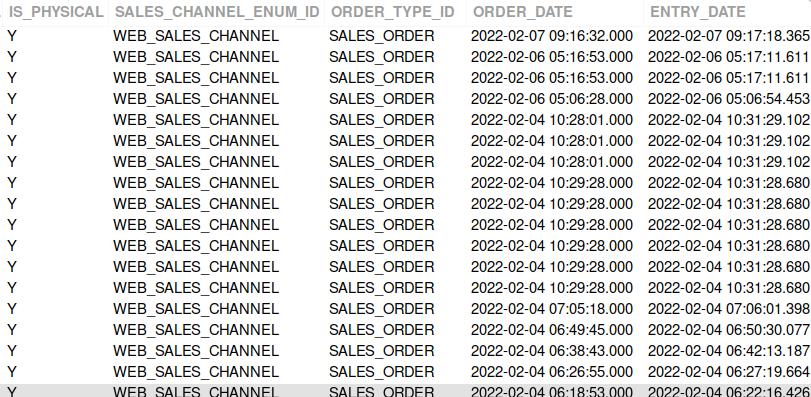 IS_PHYSICAL SALES_CHANNEL_ENUM_ID ORDER_TYPE_ID ORDER_DATE ENTRY_DATE
Y WEB_SALES_CHANNEL SALES_ORDER 2022-02-07 09:16:32.000 2022-02-07 09:17:18.365
Y WEB_SALES_CHANNEL SALES_ORDER 2022-02-06 05:16:53.000 2022-02-06 05:17:11.611
Y WEB_SALES_CHANNEL SALES_ORDER 2022-02-06 05:16:53.000 2022-02-06 05:17:11.611
Y WEB_SALES_CHANNEL SALES_ORDER 2022-02-06 05:06:28.000 2022-02-06 05:06:54.453
Y WEB_SALES_CHANNEL SALES_ORDER 2022-02-04 10:28:01.000 2022-02-04 10:31:29.102
Y WEB_SALES_CHANNEL SALES_ORDER 2022-02-04 10:28:01.000 2022-02-04 10:31:29.102
Y WEB_SALES_CHANNEL SALES_ORDER 2022-02-04 10:28:01.000 2022-02-04 10:31:29.102
Y WEB_SALES_CHANNEL SALES_ORDER 2022-02-04 10:29:28.000 2022-02-04 10:31:28.680
Y WEB_SALES_CHANNEL SALES_ORDER 2022-02-04 10:29:28.000 2022-02-04 10:31:28.680
Y WEB_SALES_CHANNEL SALES_ORDER 2022-02-04 10:29:28.000 2022-02-04 10:31:28.680
Y WEB_SALES_CHANNEL SALES_ORDER 2022-02-04 10:29:28.000 2022-02-04 10:31:28.680
Y WEB_SALES_CHANNEL SALES_ORDER 2022-02-04 10:29:28.000 2022-02-04 10:31:28.680
Y WEB_SALES_CHANNEL SALES_ORDER 2022-02-04 10:29:28.000 2022-02-04 10:31:28.680
Y WEB_SALES_CHANNEL SALES_ORDER 2022-02-04 07:05:18.000 2022-02-04 07:06:01.398
Y WEB_SALES_CHANNEL SALES_ORDER 2022-02-04 06:49:45.000 2022-02-04 06:50:30.077
Y WEB_SALES_CHANNEL SALES_ORDER 2022-02-04 06:38:43.000 2022-02-04 06:42:13.187
Y WEB_SALES_CHANNEL SALES_ORDER 2022-02-04 06:26:55.000 2022-02-04 06:27:19.664
Y WEB_SALES_CHANNEL SALES_ORDER 2022-02-04 06:18:53.000 2022-02-04 06:22:16.426